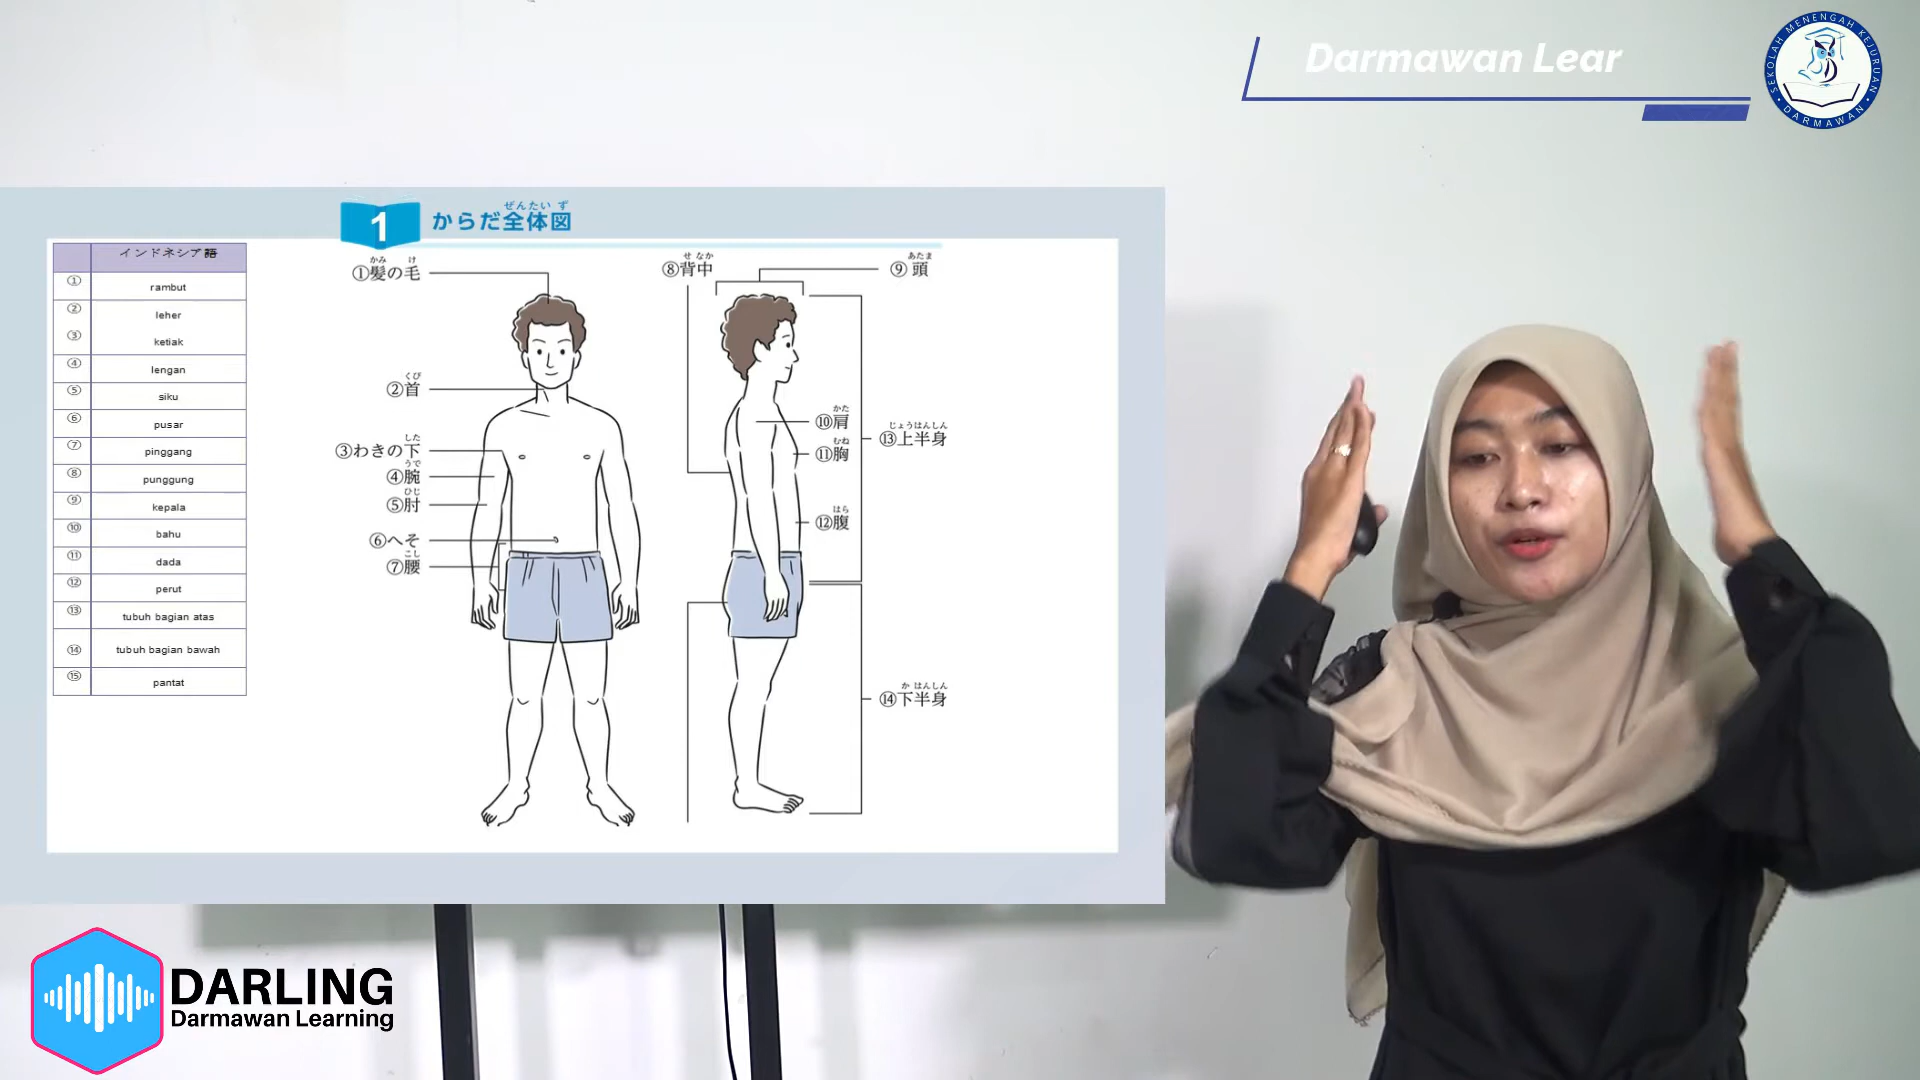 Darmawan Lear
SEKOLAH MENENGAH KEJURUAN
DARMAWAN
1 からだ全体図
ぜんたい ず
インドネシア語
① rambut
② leher
③ ketiak
④ lengan
⑤ siku
⑥ pusar
⑦ pinggang
⑧ punggung
⑨ kepala
⑩ bahu
⑪ dada
⑫ perut
⑬ tubuh bagian atas
⑭ tubuh bagian bawah
⑮ pantat
かみ け
①髪の毛
くび
②首
した
③わきの下
うで
④腕
ひじ
⑤肘
⑥へそ
こし
⑦腰
せ なか
⑧背中
あたま
⑨頭
かた
⑩肩
むね
⑪胸
はら
⑫腹
じょうはんしん
⑬上半身
か はんしん
⑭下半身
DARLING
Darmawan Learning